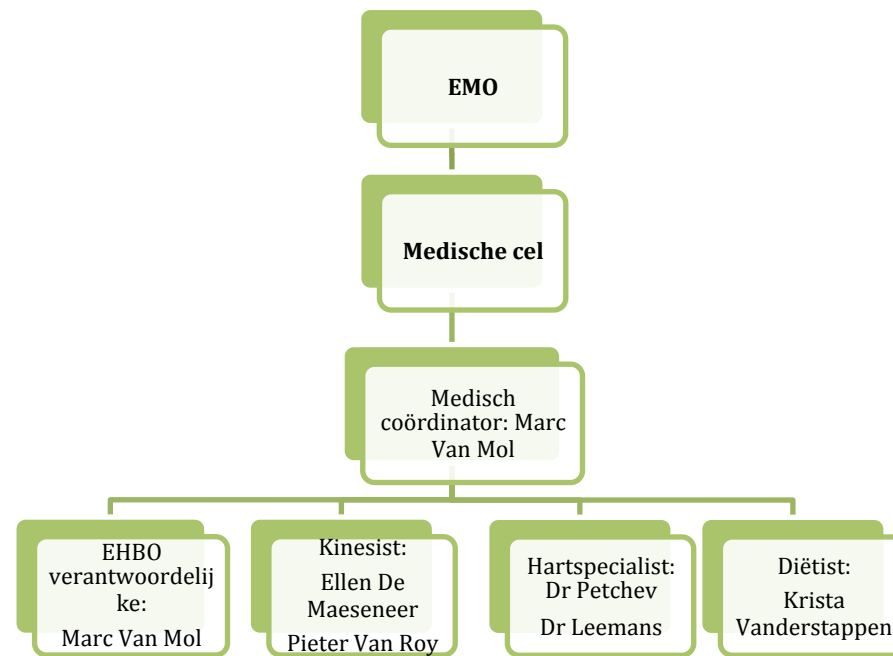 EMO
Medische cel
Medisch
coördinator: Marc
Van Mol
EHBO
verantwoordelij
ke:
Marc Van Mol
Kinesist:
Ellen De
Maeseneer
Pieter Van Roy
Hartspecialist:
Dr Petchev
Dr Leemans
Diëtist:
Krista
Vanderstappen